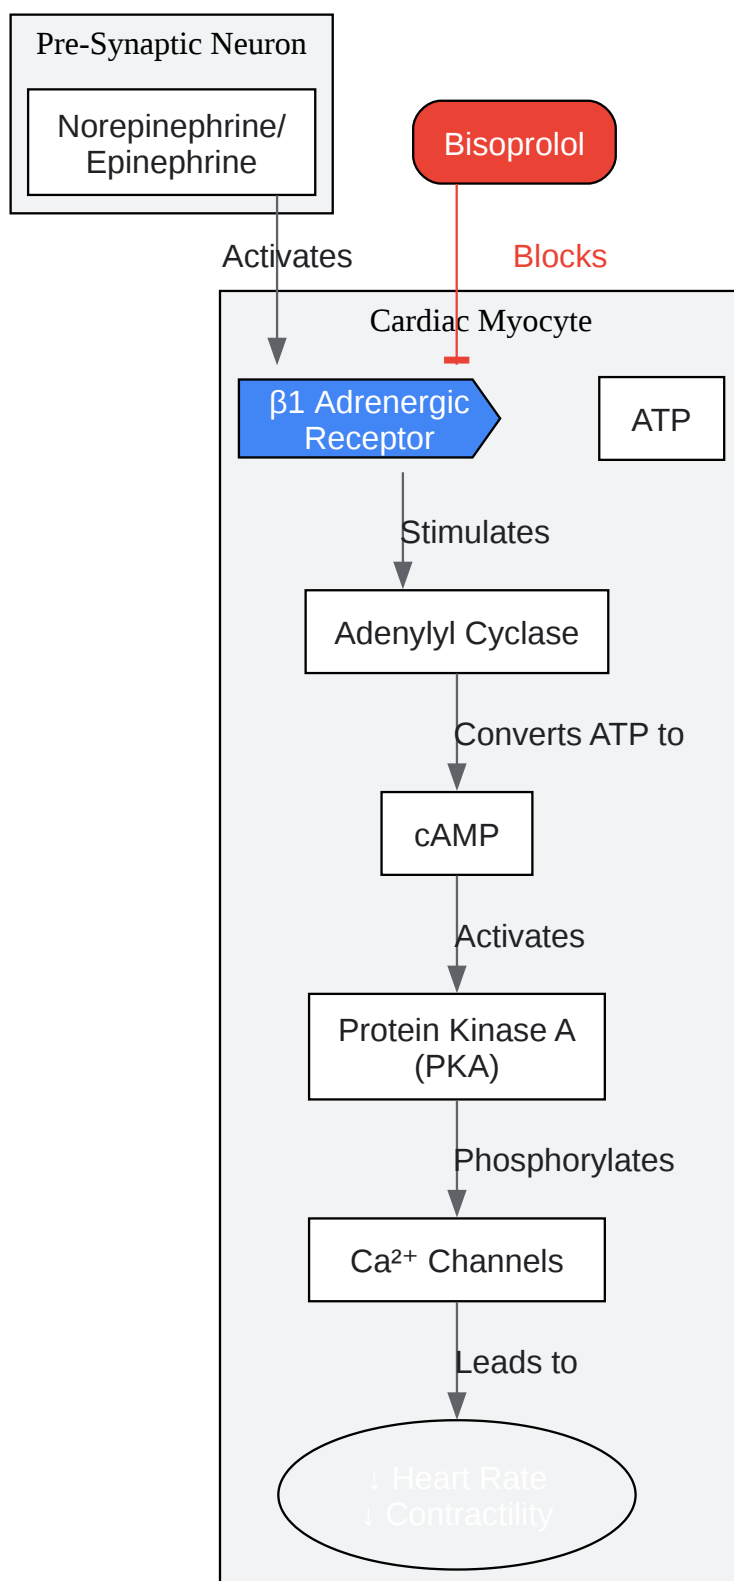 Pre-Synaptic Neuron
Norepinephrine/
Epinephrine
Bisoprolol
Activates
Blocks
Cardiac Myocyte
β1 Adrenergic
Receptor
ATP
Stimulates
Adenylyl Cyclase
Converts ATP to
cAMP
Activates
Protein Kinase A
(PKA)
Phosphorylates
Ca²⁺ Channels
Leads to
↓ Heart Rate
↓ Contractility